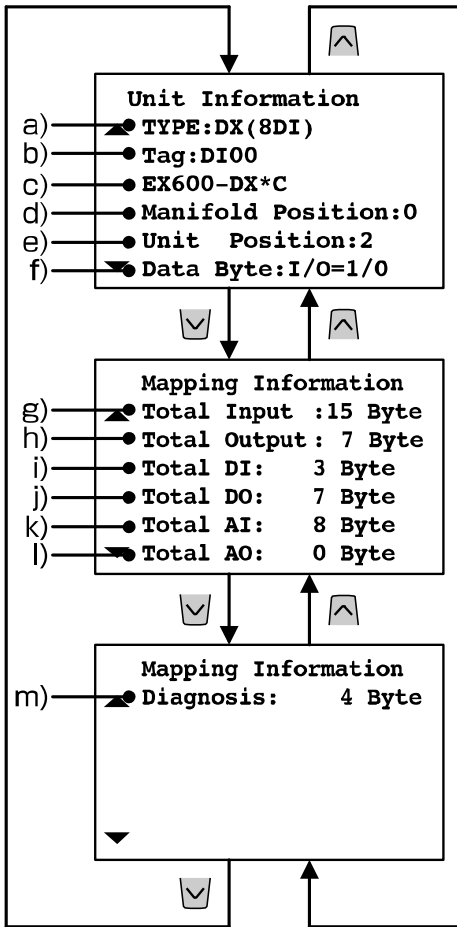 Unit Information
a) TYPE:DX(8DI)
b) Tag:DI00
c) EX600-DX*C
d) Manifold Position:0
e) Unit Position:2
f) Data Byte:I/O=1/0
Mapping Information
g) Total Input :15 Byte
h) Total Output: 7 Byte
i) Total DI: 3 Byte
j) Total DO: 7 Byte
k) Total AI: 8 Byte
l) Total AO: 0 Byte
Mapping Information
m) Diagnosis: 4 Byte